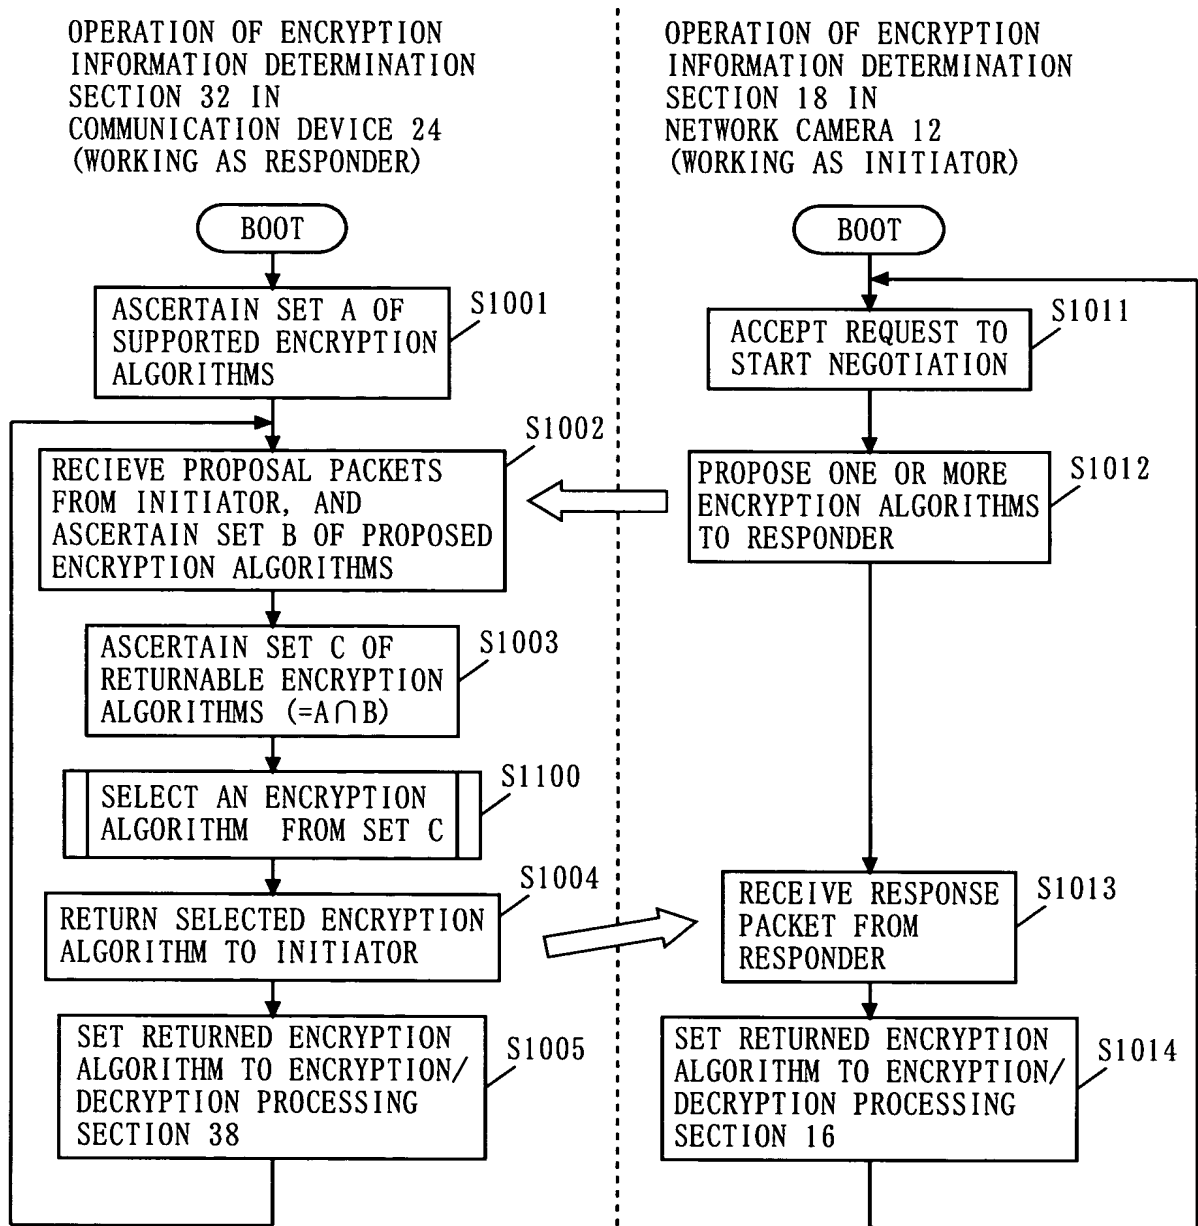 OPERATION OF ENCRYPTION
INFORMATION DETERMINATION
SECTION 32 IN
COMMUNICATION DEVICE 24
(WORKING AS RESPONDER)
BOOT
ASCERTAIN SET A OF
SUPPORTED ENCRYPTION
ALGORITHMS
S1001
RECIEVE PROPOSAL PACKETS
FROM INITIATOR, AND
ASCERTAIN SET B OF PROPOSED
ENCRYPTION ALGORITHMS
S1002
ASCERTAIN SET C OF
RETURNABLE ENCRYPTION
ALGORITHMS (=A∩B)
S1003
SELECT AN ENCRYPTION
ALGORITHM FROM SET C
S1100
RETURN SELECTED ENCRYPTION
ALGORITHM TO INITIATOR
S1004
SET RETURNED ENCRYPTION
ALGORITHM TO ENCRYPTION/
DECRYPTION PROCESSING
SECTION 38
S1005
OPERATION OF ENCRYPTION
INFORMATION DETERMINATION
SECTION 18 IN
NETWORK CAMERA 12
(WORKING AS INITIATOR)
BOOT
ACCEPT REQUEST TO
START NEGOTIATION
S1011
PROPOSE ONE OR MORE
ENCRYPTION ALGORITHMS
TO RESPONDER
S1012
RECEIVE RESPONSE
PACKET FROM
RESPONDER
S1013
SET RETURNED ENCRYPTION
ALGORITHM TO ENCRYPTION/
DECRYPTION PROCESSING
SECTION 16
S1014